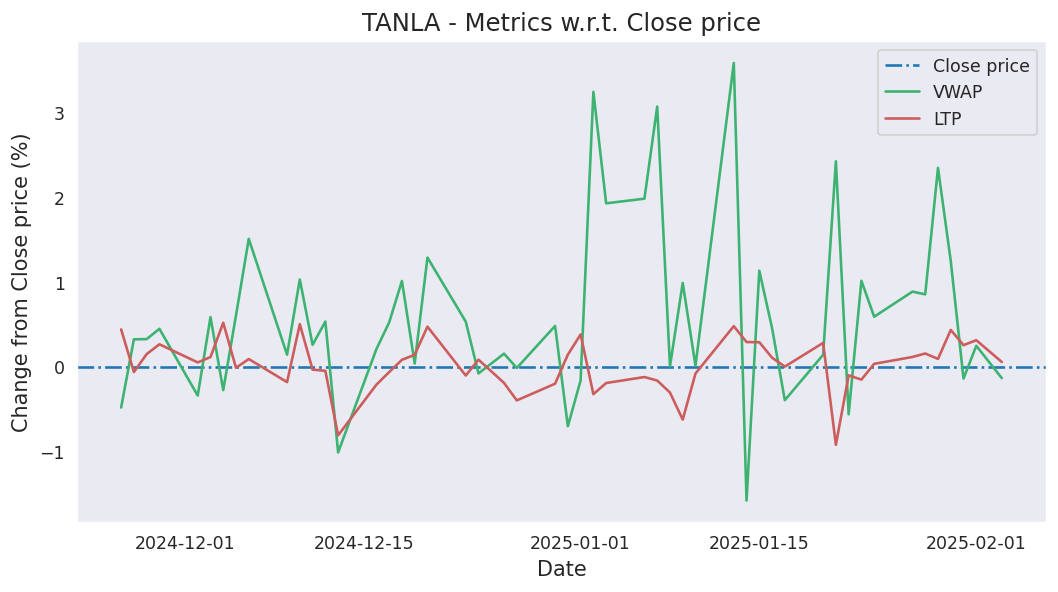 TANLA - Metrics w.r.t. Close price
Close price
VWAP
LTP
Change from Close price (%)
3
2
1
0
−1
2024-12-01
2024-12-15
2025-01-01
2025-01-15
2025-02-01
Date